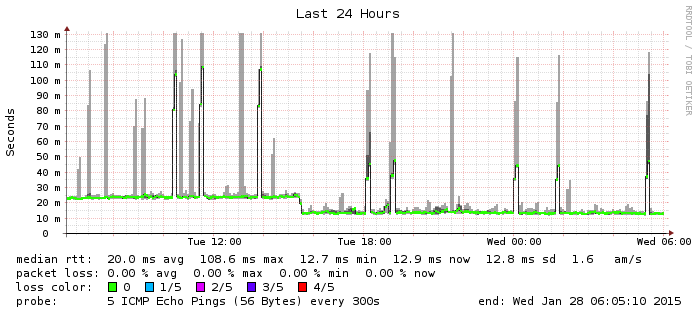 Last 24 Hours
RRDTOOL / TOBI OETIKER
Seconds
130 m
120 m
110 m
100 m
90 m
80 m
70 m
60 m
50 m
40 m
30 m
20 m
10 m
0
Tue 12:00 Tue 18:00 Wed 00:00 Wed 06:00
median rtt: 20.0 ms avg 108.6 ms max 12.7 ms min 12.9 ms now 12.8 ms sd 1.6 am/s
packet loss: 0.00 % avg 0.00 % max 0.00 % min 0.00 % now
loss color: 0 1/5 2/5 3/5 4/5
probe: 5 ICMP Echo Pings (56 Bytes) every 300s end: Wed Jan 28 06:05:10 2015